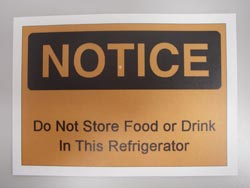 NOTICE
Do Not Store Food or Drink
In This Refrigerator